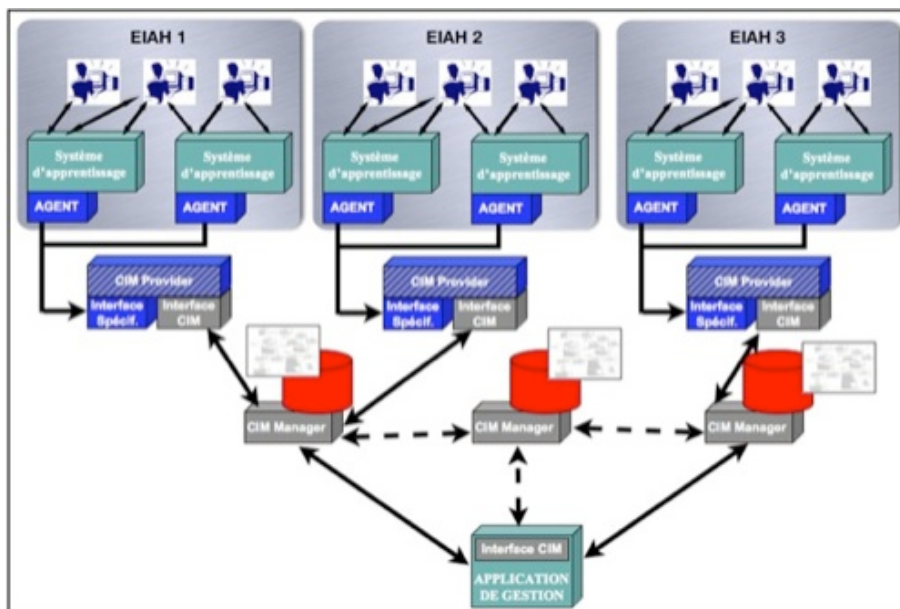 EIAH 1
EIAH 2
EIAH 3
Système
d'apprentissage
Système
d'apprentissage
Système
d'apprentissage
Système
d'apprentissage
Système
d'apprentissage
Système
d'apprentissage
AGENT
AGENT
AGENT
AGENT
AGENT
AGENT
CIM Provider
Interface
Spécif.
Interface
CIM
CIM Provider
Interface
Spécif.
Interface
CIM
CIM Provider
Interface
Spécif.
Interface
CIM
CIM Manager
CIM Manager
CIM Manager
Interface CIM
APPLICATION
DE GESTION